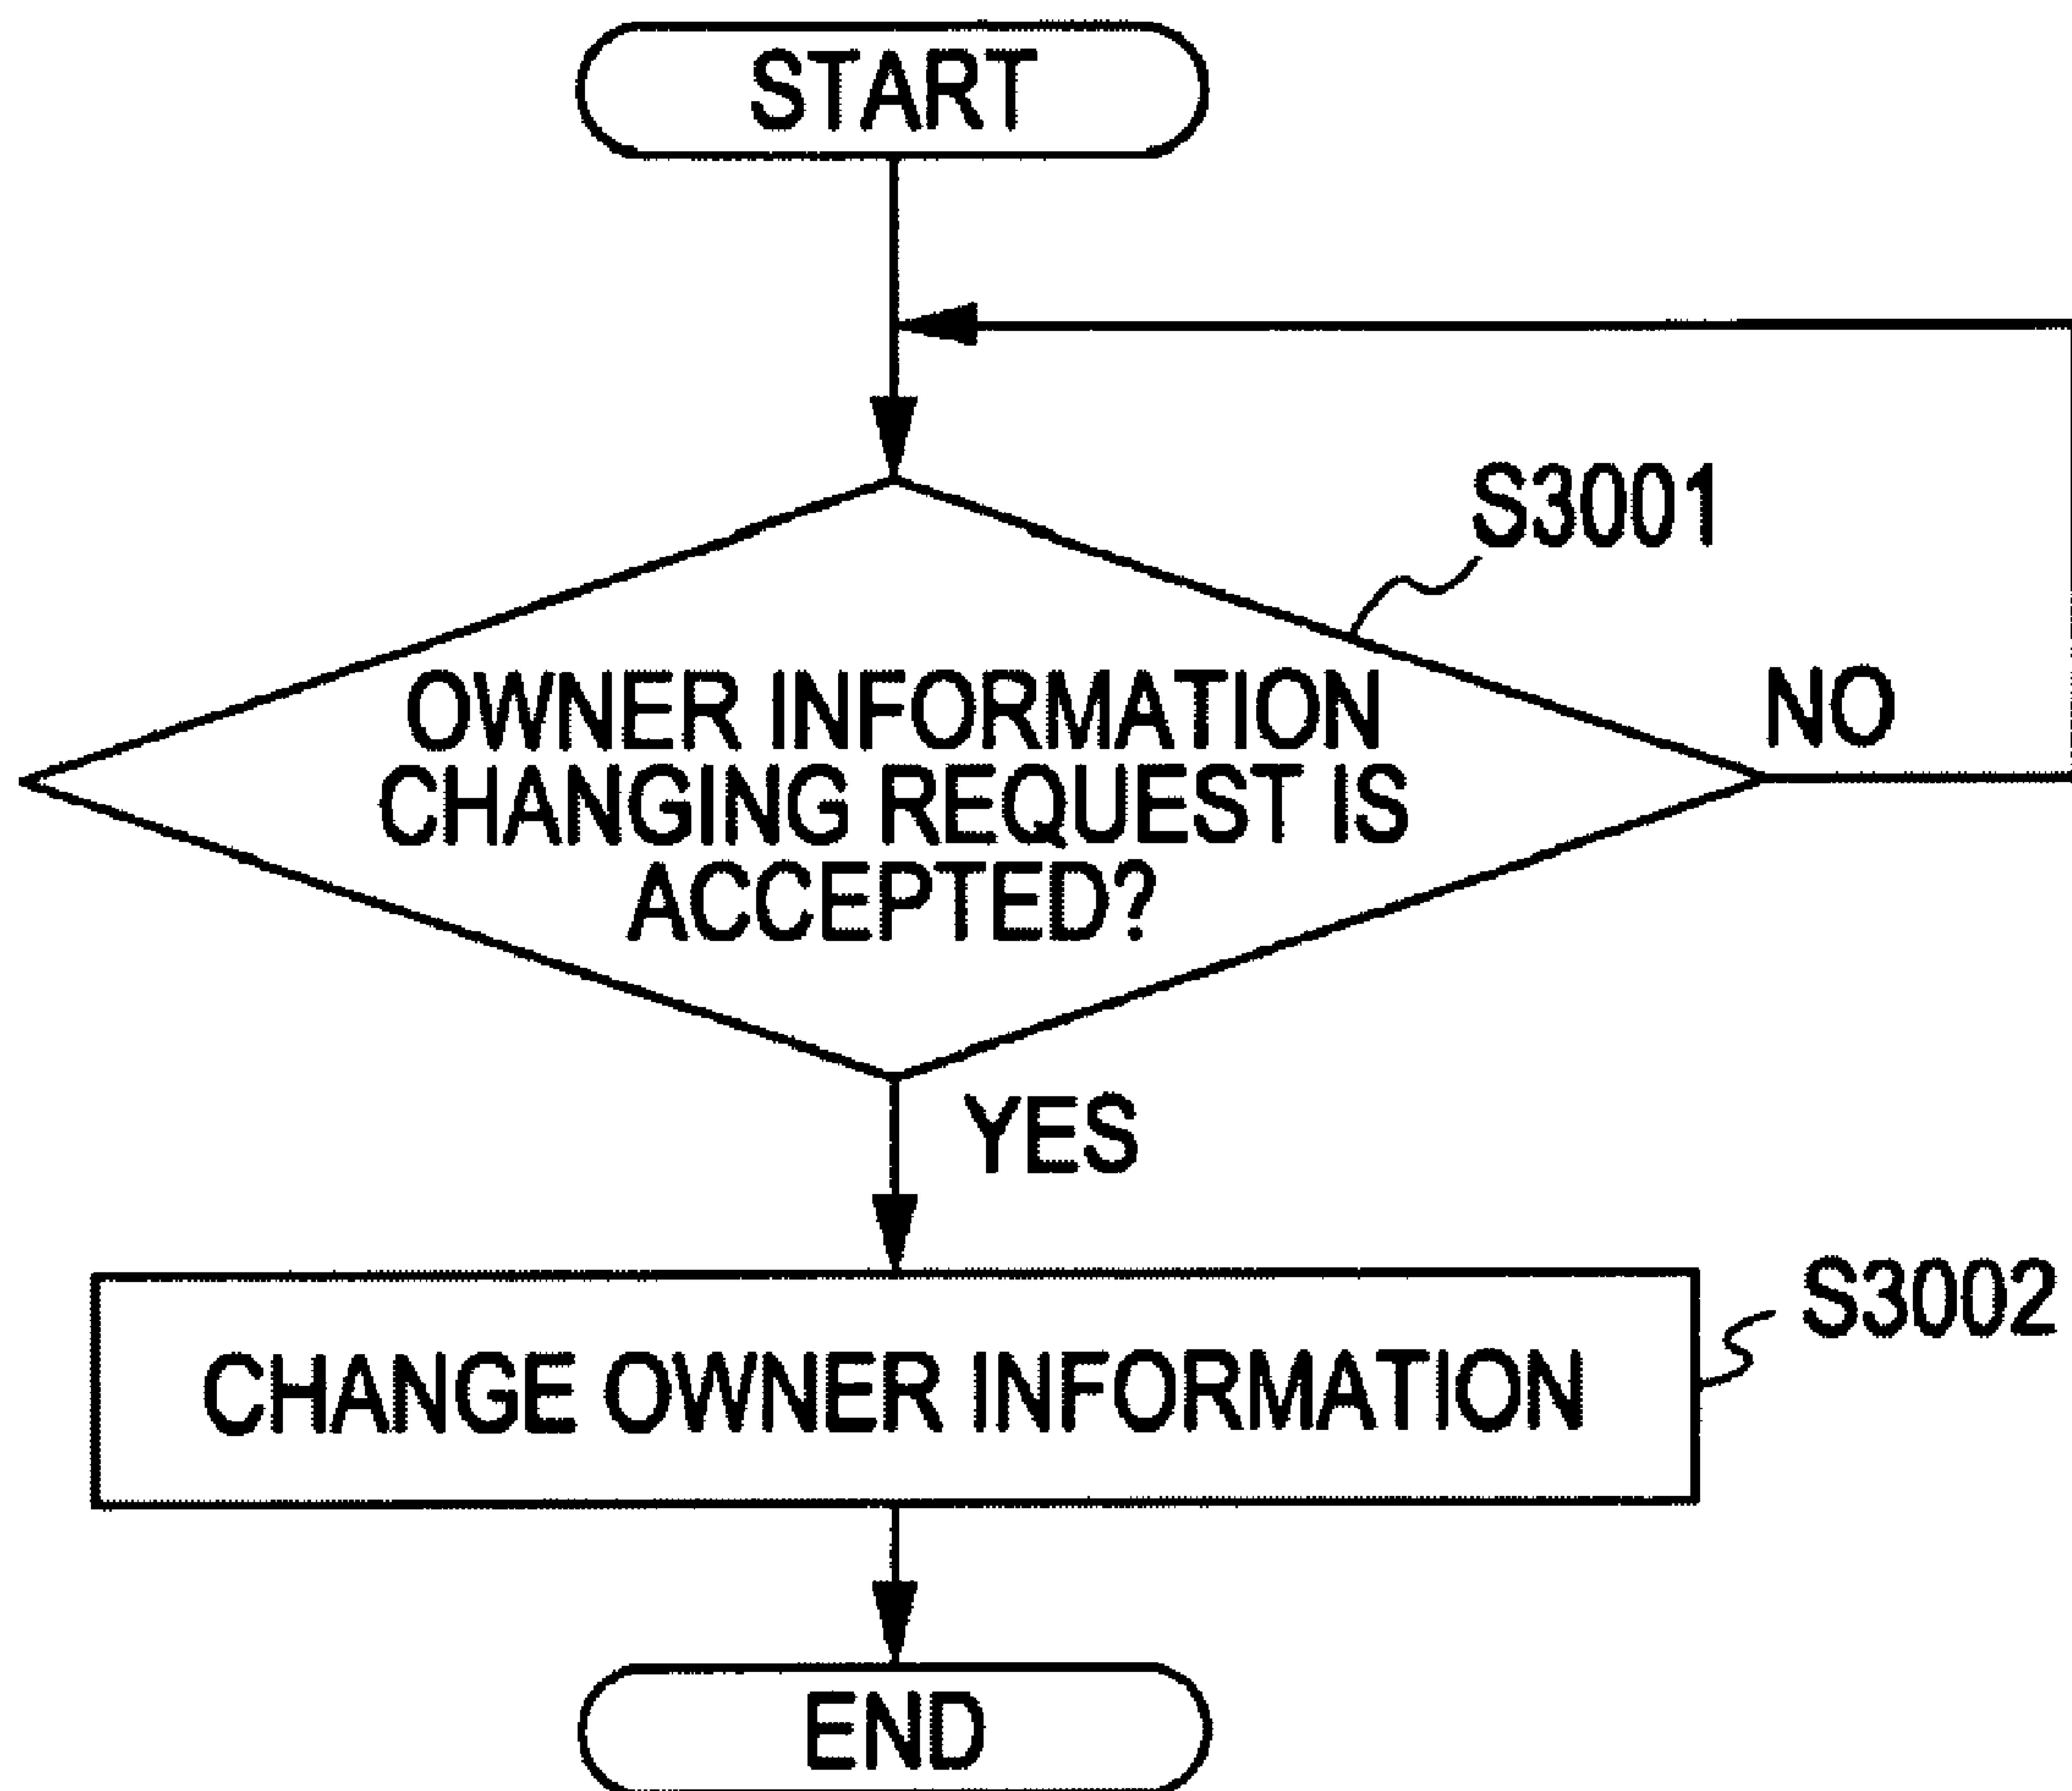 START
S3001
OWNER INFORMATION
CHANGING REQUEST IS
ACCEPTED?
NO
YES
S3002
CHANGE OWNER INFORMATION
END